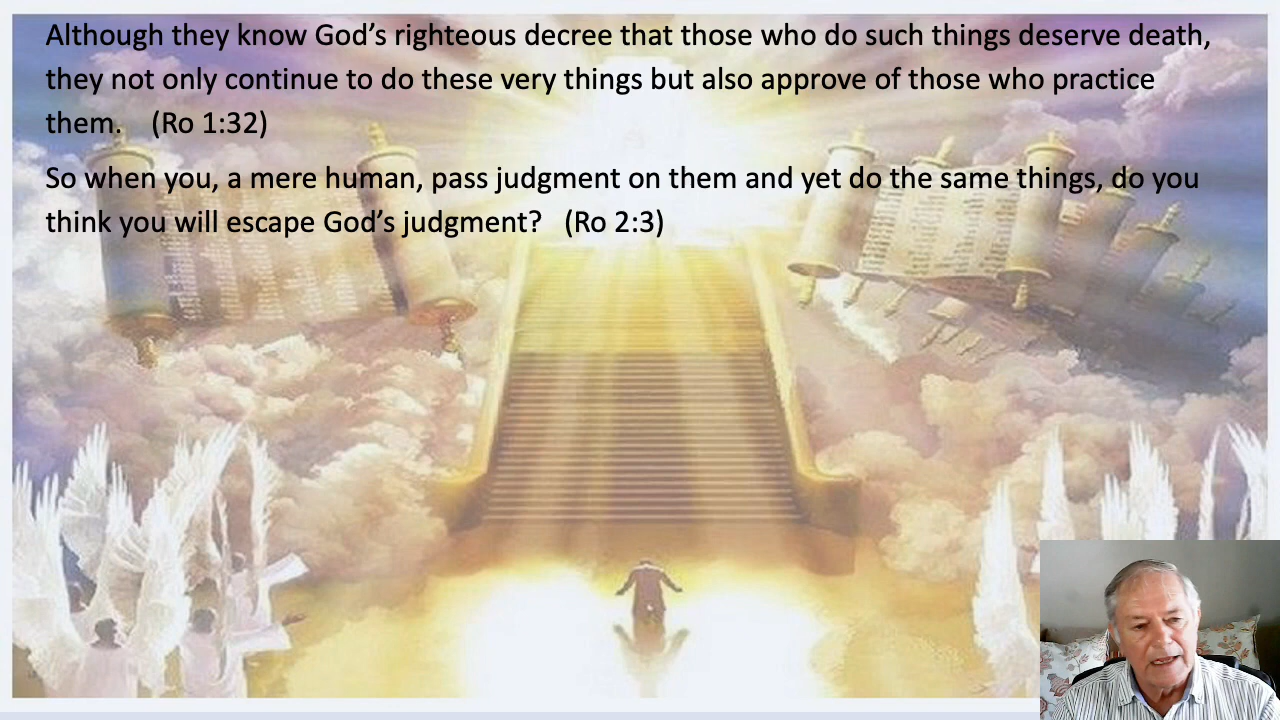 Although they know God’s righteous decree that those who do such things deserve death,
they not only continue to do these very things but also approve of those who practice
them. (Ro 1:32)
So when you, a mere human, pass judgment on them and yet do the same things, do you
think you will escape God’s judgment? (Ro 2:3)